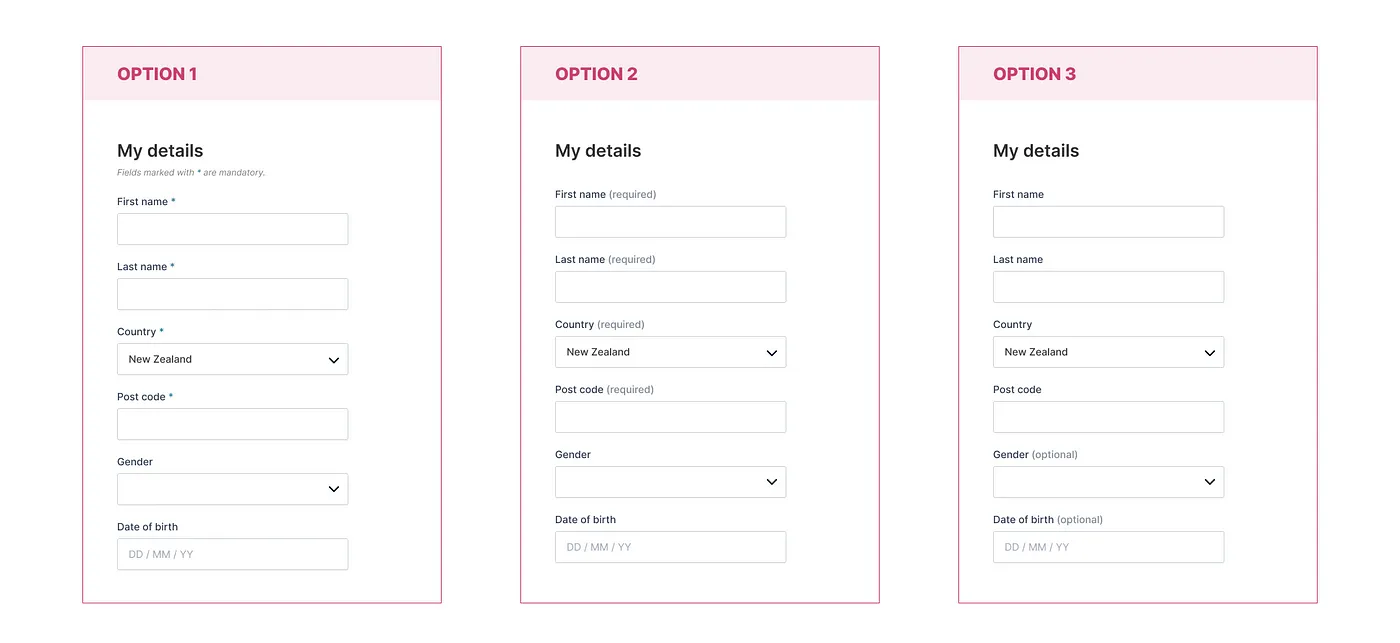 OPTION 1
My details
Fields marked with * are mandatory.
First name *
Last name *
Country *
New Zealand
Post code *
Gender
Date of birth
DD / MM / YY
OPTION 2
My details
First name (required)
Last name (required)
Country (required)
New Zealand
Post code (required)
Gender
Date of birth
DD / MM / YY
OPTION 3
My details
First name
Last name
Country
New Zealand
Post code
Gender (optional)
Date of birth (optional)
DD / MM / YY